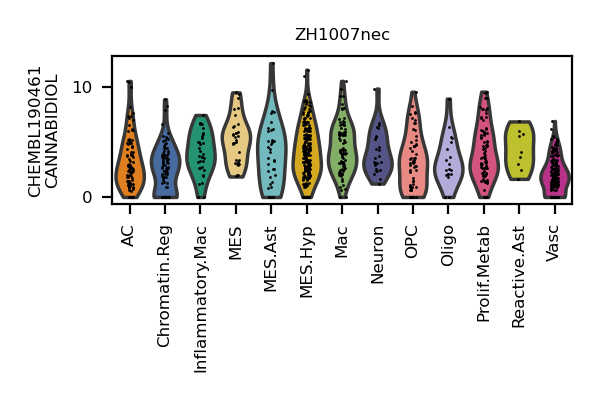 ZH1007nec
CHEMBL190461
CANNABIDIOL
10
0
AC
Chromatin.Reg
Inflammatory.Mac
MES
MES.Ast
MES.Hyp
Mac
Neuron
OPC
Oligo
Prolif.Metab
Reactive.Ast
Vasc